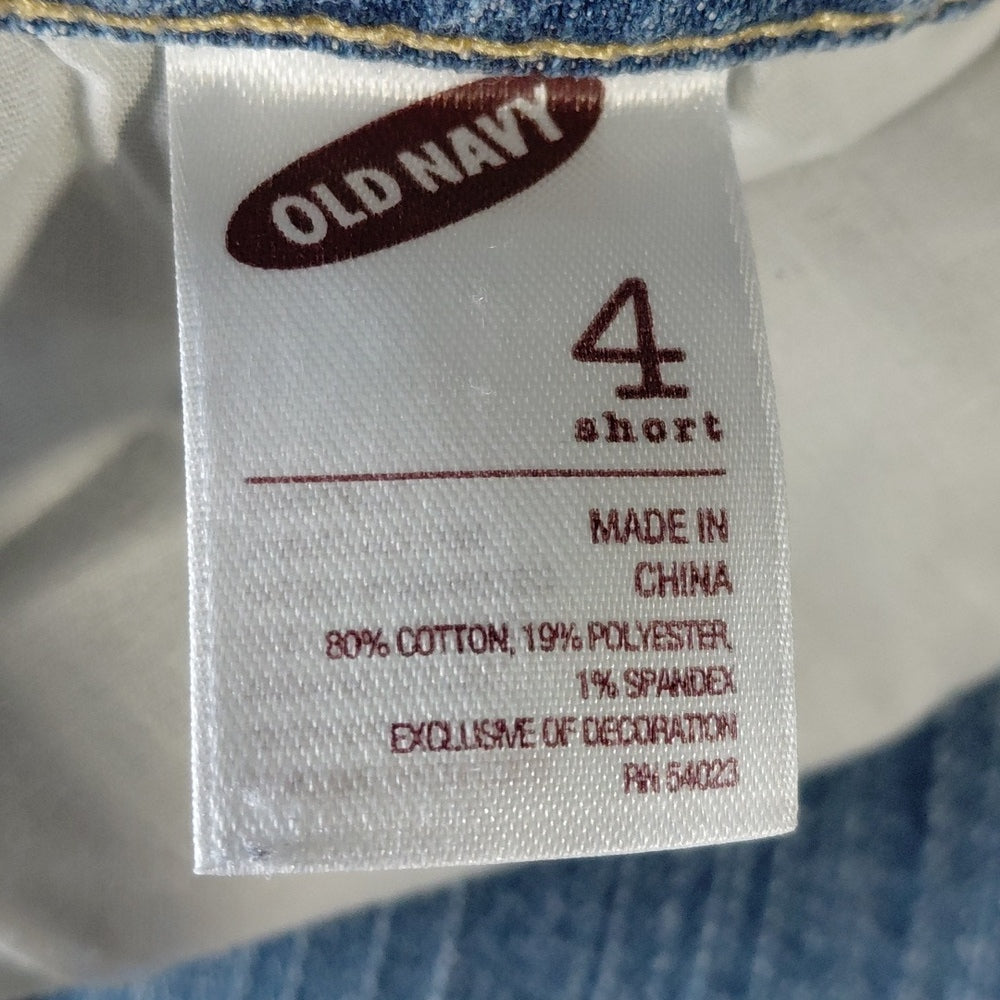 OLD NAVY
4
short
MADE IN
CHINA
80% COTTON, 19% POLYESTER,
1% SPANDEX
EXCLUSIVE OF DECORATION
RN 54023